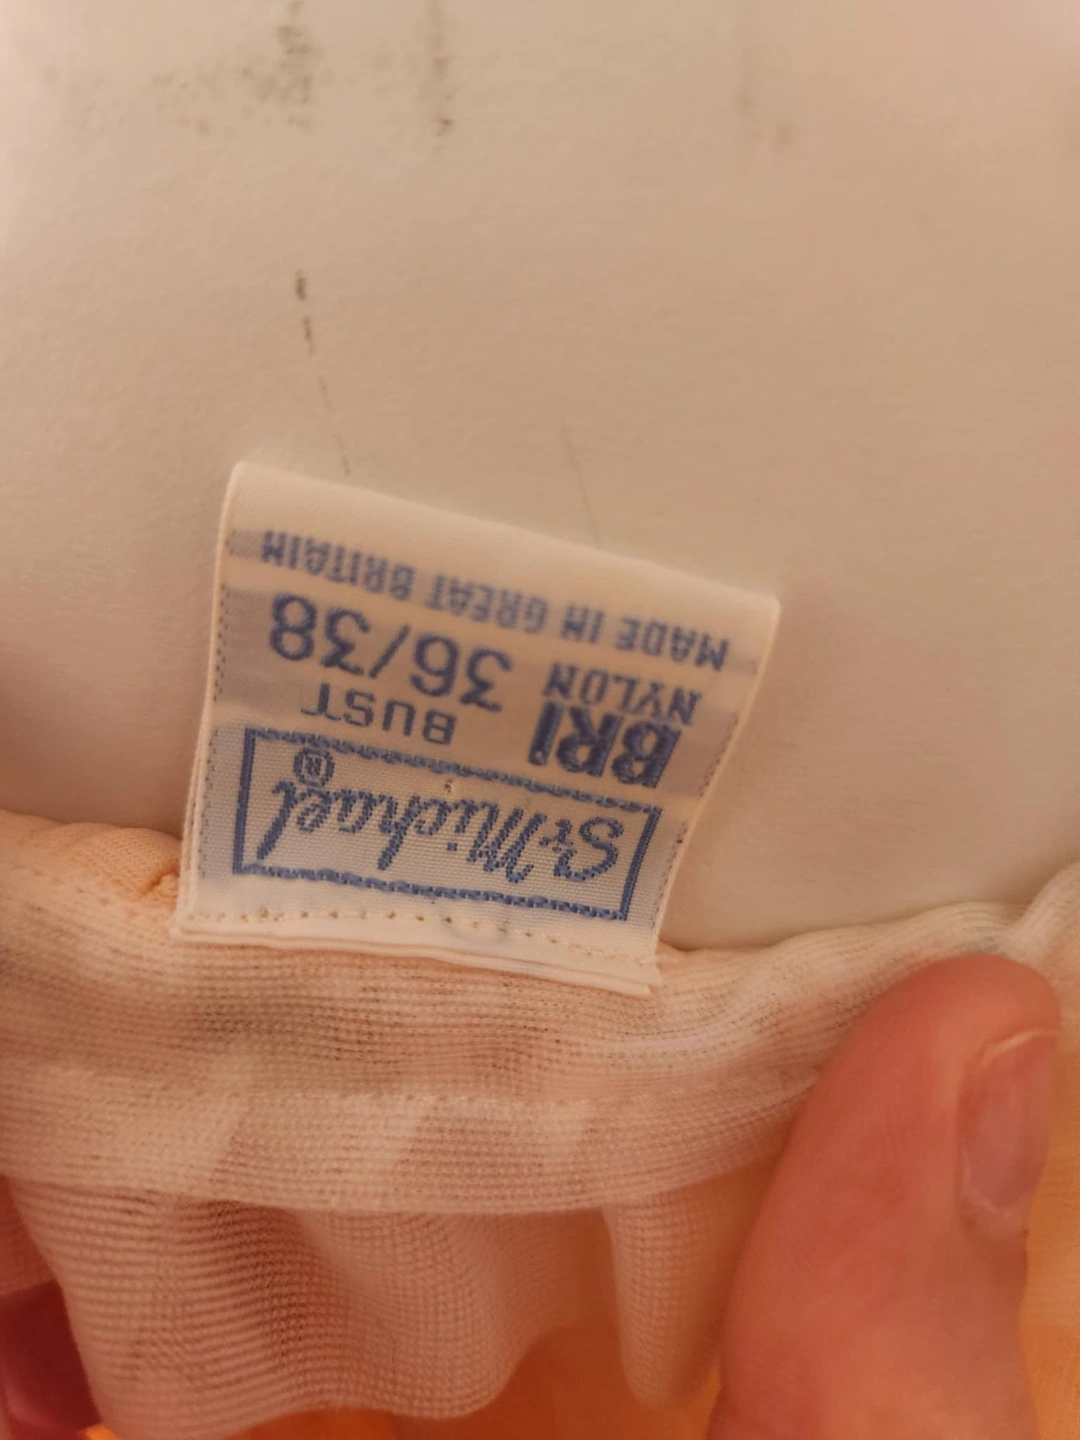 St Michael ®
BRI NYLON BUST 36/38
MADE IN GREAT BRITAIN